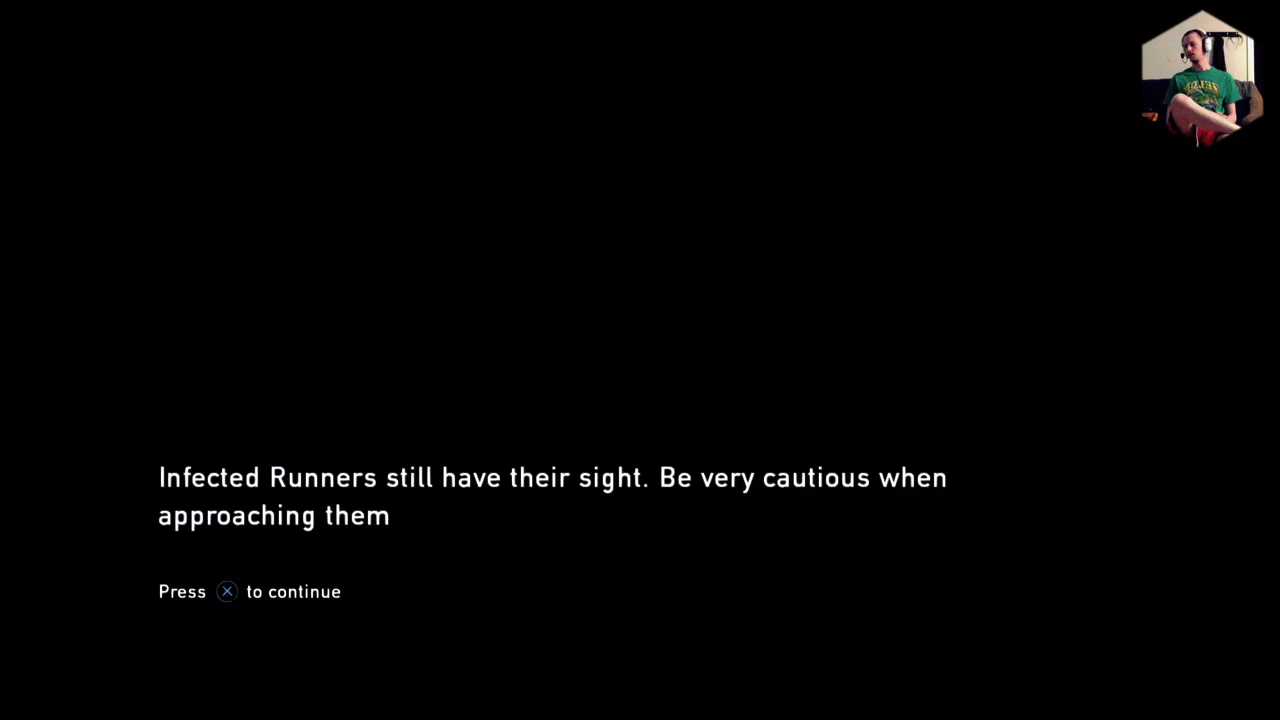 Infected Runners still have their sight. Be very cautious when
approaching them
Press ⓧ to continue